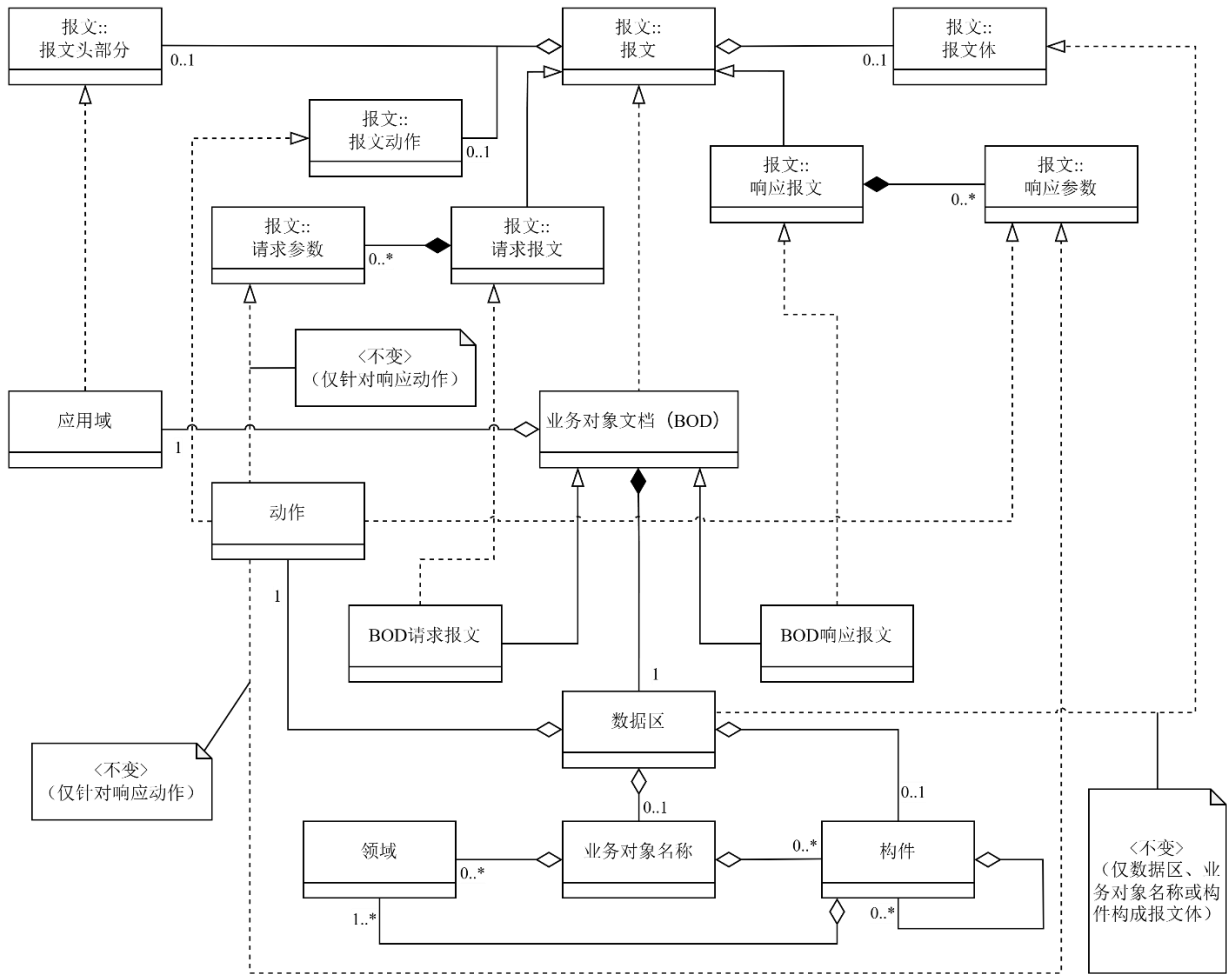 报文::
报文头部分
0..1
报文::
报文
报文::
报文体
0..1
1
报文::
报文动作
0..1
报文::
响应报文
0..*
报文::
响应参数
报文::
请求参数
0..*
报文::
请求报文
<不变>
（仅针对响应动作）
应用域
1
业务对象文档（BOD）
动作
1
BOD请求报文
BOD响应报文
1
数据区
<不变>
（仅针对响应动作）
0..1
0..1
领域
0..*
业务对象名称
0..*
构件
1..*
0..*
<不变>
（仅数据区、业
务对象名称或构
件构成报文体）